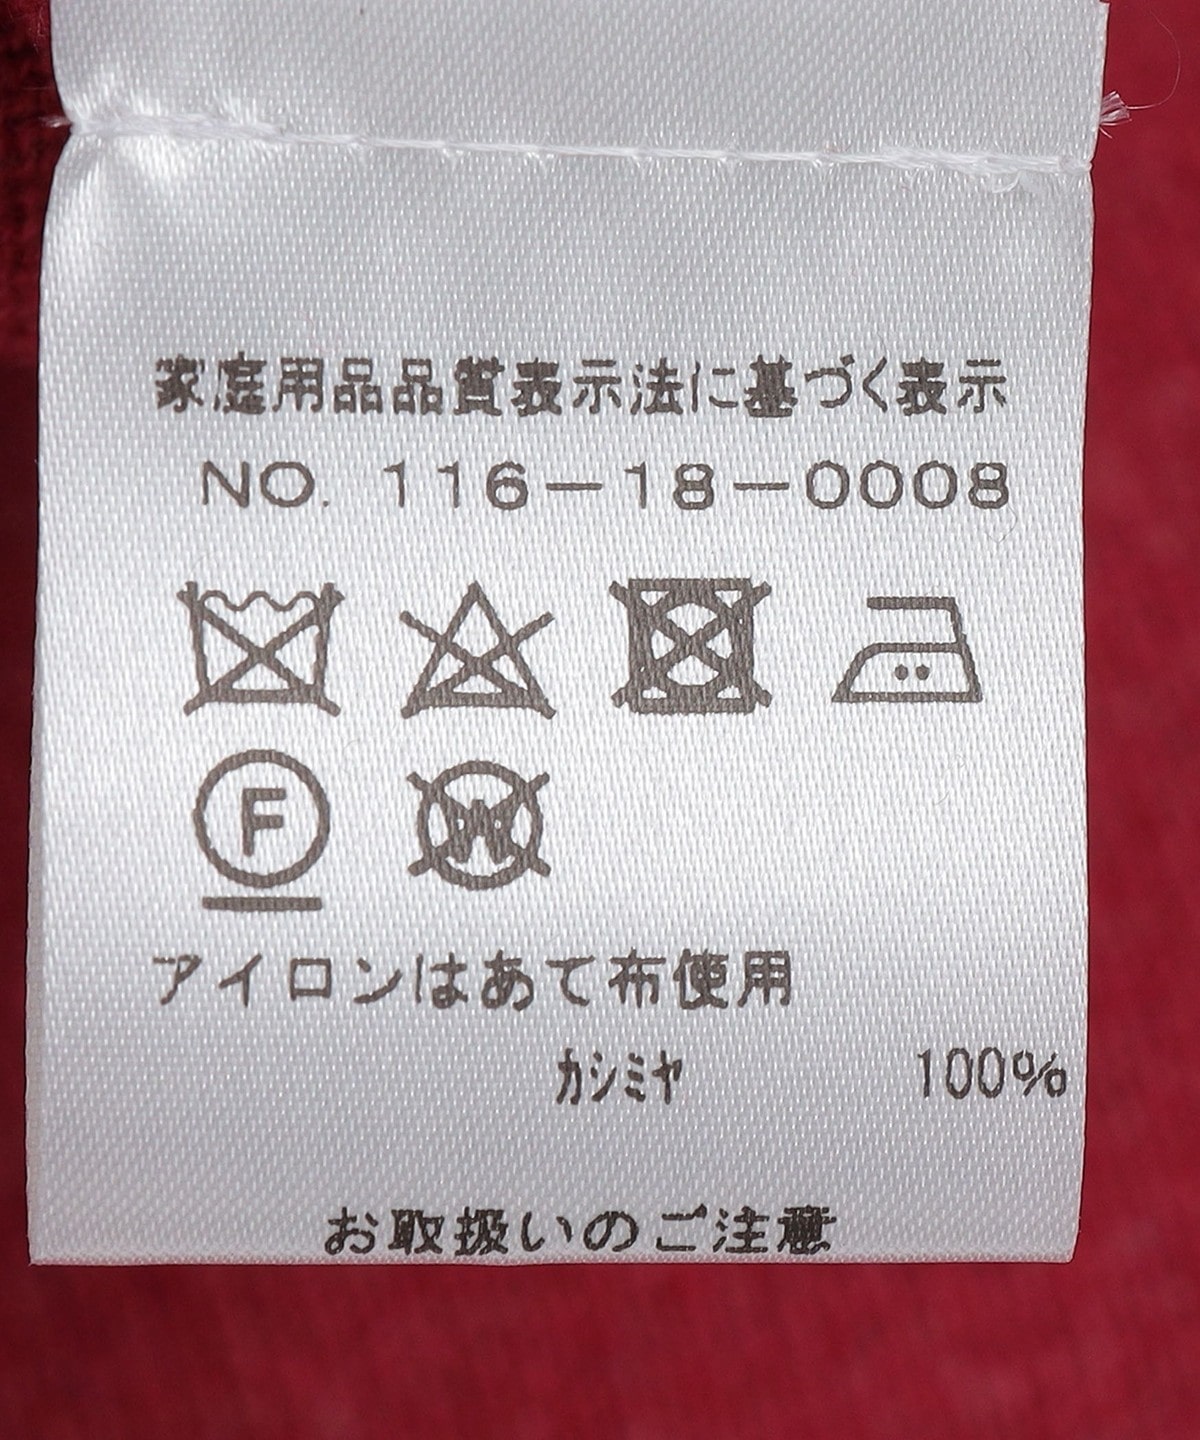 家庭用品品質表示法に基づく表示
NO. 116-18-0008
F W
アイロンはあて布使用
ｶｼﾐﾔ 100%
お取扱いのご注意